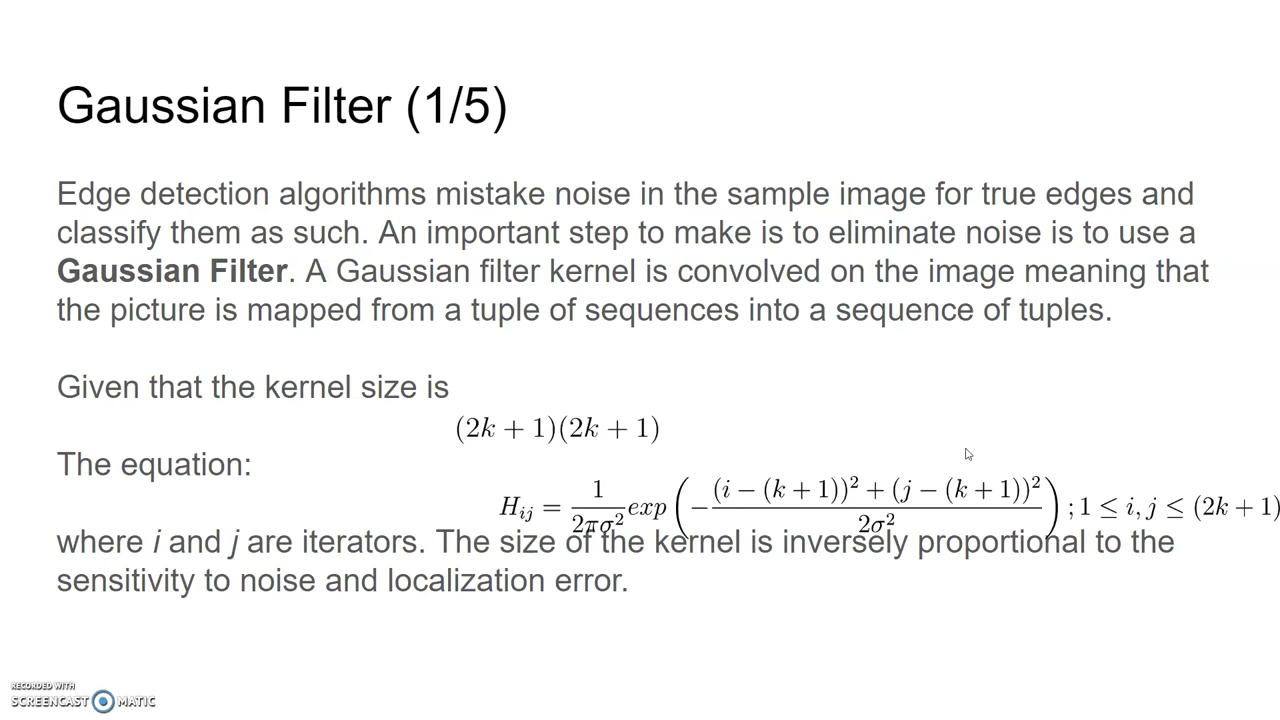 Gaussian Filter (1/5)
Edge detection algorithms mistake noise in the sample image for true edges and
classify them as such. An important step to make is to eliminate noise is to use a
Gaussian Filter. A Gaussian filter kernel is convolved on the image meaning that
the picture is mapped from a tuple of sequences into a sequence of tuples.
Given that the kernel size is
(2k + 1)(2k + 1)
The equation:
H_{ij} = \frac{1}{2πσ^2} exp(−\frac{(i − (k + 1))^2 + (j − (k + 1))^2}{2σ^2}) ; 1 ≤ i, j ≤ (2k + 1)
where i and j are iterators. The size of the kernel is inversely proportional to the
sensitivity to noise and localization error.
RECORDED WITH
SCREENCAST MATIC